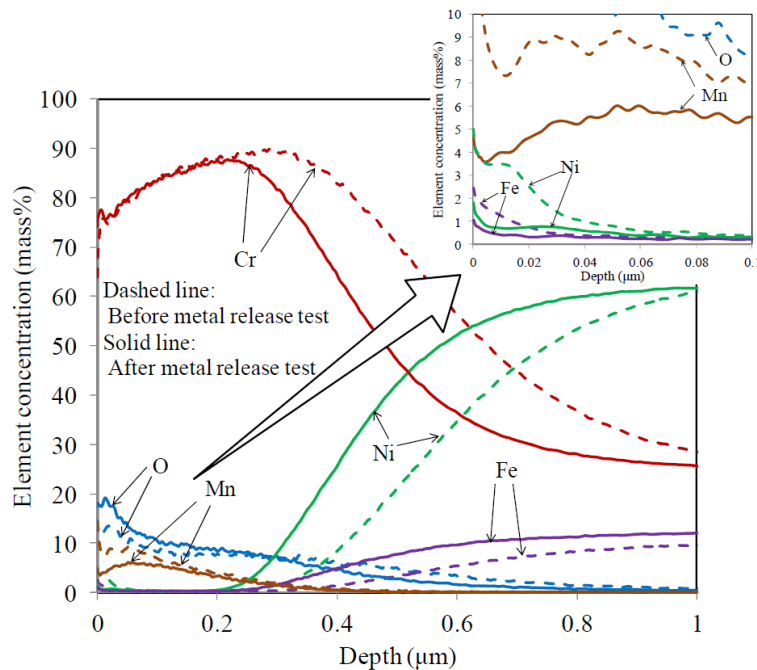 10
9
8
7
6
5
4
3
2
1
0
Element concentration (mass%)
O
Mn
Ni
Fe
0
0.02
0.04
0.06
0.08
0.1
Depth (μm)
100
90
80
70
60
50
40
30
20
10
0
Element concentration (mass%)
Cr
Dashed line:
Before metal release test
Solid line:
After metal release test
Ni
Fe
O
Mn
0
0.2
0.4
0.6
0.8
1
Depth (μm)